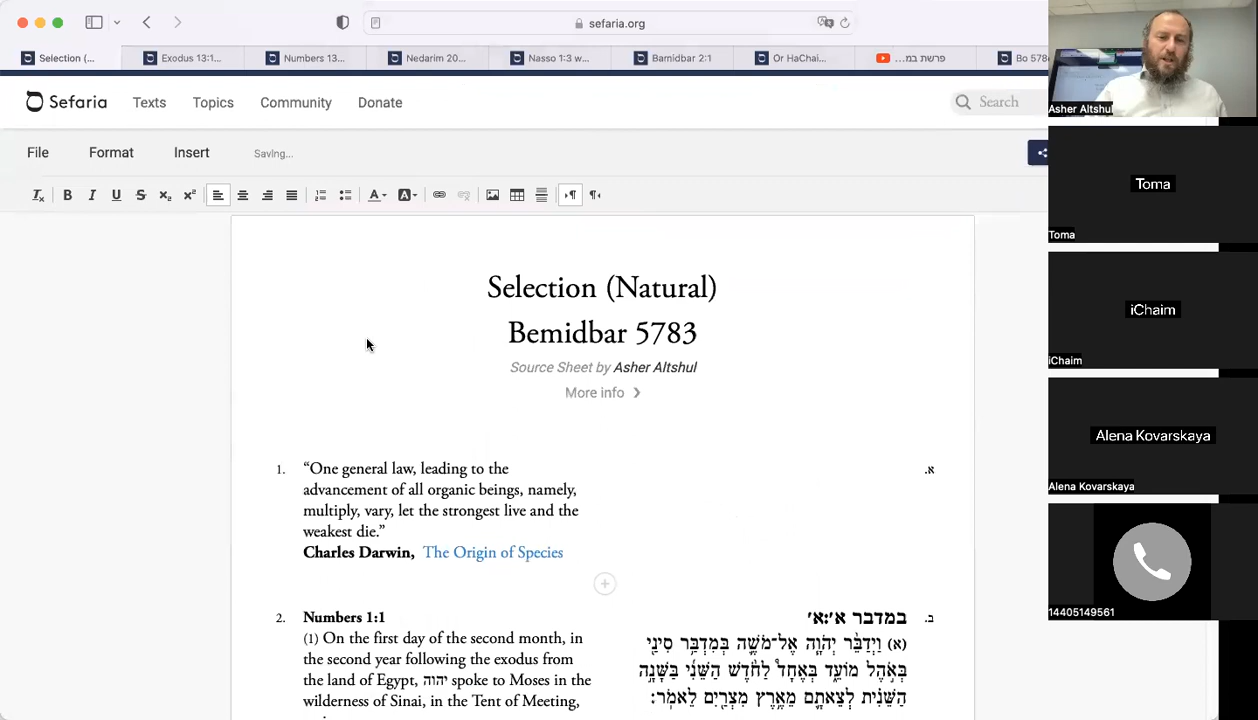 sefaria.org
Selection (...
Exodus 13:1...
Numbers 13...
Nedarim 20...
Nasso 1:3 w...
Bamidbar 2:1
Or HaChai...
פרשת במ...
Bo 578
Sefaria
Texts
Topics
Community
Donate
Search
File
Format
Insert
Saving...
Selection (Natural)
Bemidbar 5783
Source Sheet by Asher Altshul
More info
1.
“One general law, leading to the
advancement of all organic beings, namely,
multiply, vary, let the strongest live and the
weakest die.”
Charles Darwin, The Origin of Species
א.
2.
Numbers 1:1
(1) On the first day of the second month, in
the second year following the exodus from
the land of Egypt, יהוה spoke to Moses in the
wilderness of Sinai, in the Tent of Meeting,
ב.
במדבר א׳:א׳
(א) וַיְדַבֵּ֨ר יְהֹוָ֧ה אֶל־מֹשֶׁ֛ה בְּמִדְבַּ֥ר סִינַ֖י
בְּאֹ֣הֶל מוֹעֵ֑ד בְּאֶחָד֩ לַחֹ֨דֶשׁ הַשֵּׁנִ֜י בַּשָּׁנָ֣ה
הַשֵּׁנִ֗ית לְצֵאתָ֛ם מֵאֶ֥רֶץ מִצְרַ֖יִם לֵאמֹֽר׃
Asher Altshul
Toma
Toma
iChaim
iChaim
Alena Kovarskaya
Alena Kovarskaya
14405149561